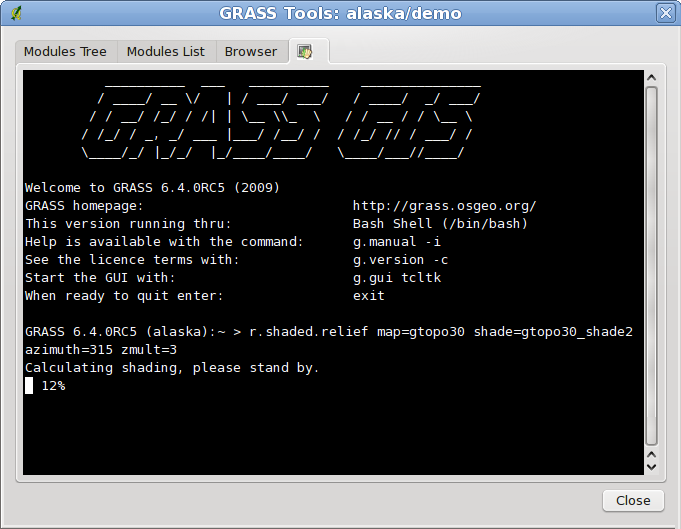 GRASS Tools: alaska/demo
Modules Tree
Modules List
Browser
GRASS GIS
Welcome to GRASS 6.4.0RC5 (2009)
GRASS homepage: http://grass.osgeo.org/
This version running thru: Bash Shell (/bin/bash)
Help is available with the command: g.manual -i
See the licence terms with: g.version -c
Start the GUI with: g.gui tcltk
When ready to quit enter: exit
GRASS 6.4.0RC5 (alaska):~ > r.shaded.relief map=gtopo30 shade=gtopo30_shade2
azimuth=315 zmult=3
Calculating shading, please stand by.
12%
Close